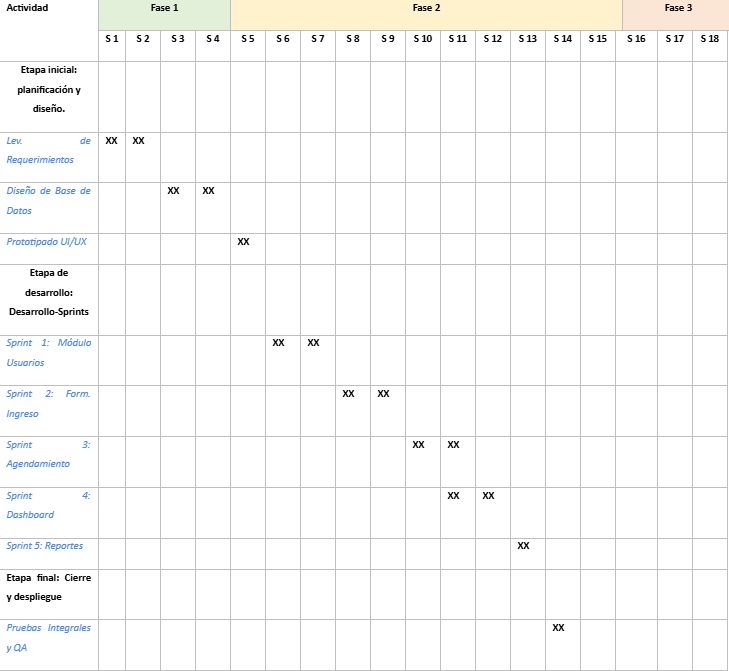 Actividad Fase 1 Fase 2 Fase 3
S 1 S 2 S 3 S 4 S 5 S 6 S 7 S 8 S 9 S 10 S 11 S 12 S 13 S 14 S 15 S 16 S 17 S 18
Etapa inicial:
planificación y
diseño.
Lev. de XX XX
Requerimientos
Diseño de Base de XX XX
Datos
Prototipado UI/UX XX
Etapa de
desarrollo:
Desarrollo-Sprints
Sprint 1: Módulo XX XX
Usuarios
Sprint 2: Form. XX XX
Ingreso
Sprint 3: XX XX
Agendamiento
Sprint 4: XX XX
Dashboard
Sprint 5: Reportes XX
Etapa final: Cierre
y despliegue
Pruebas Integrales XX
y QA